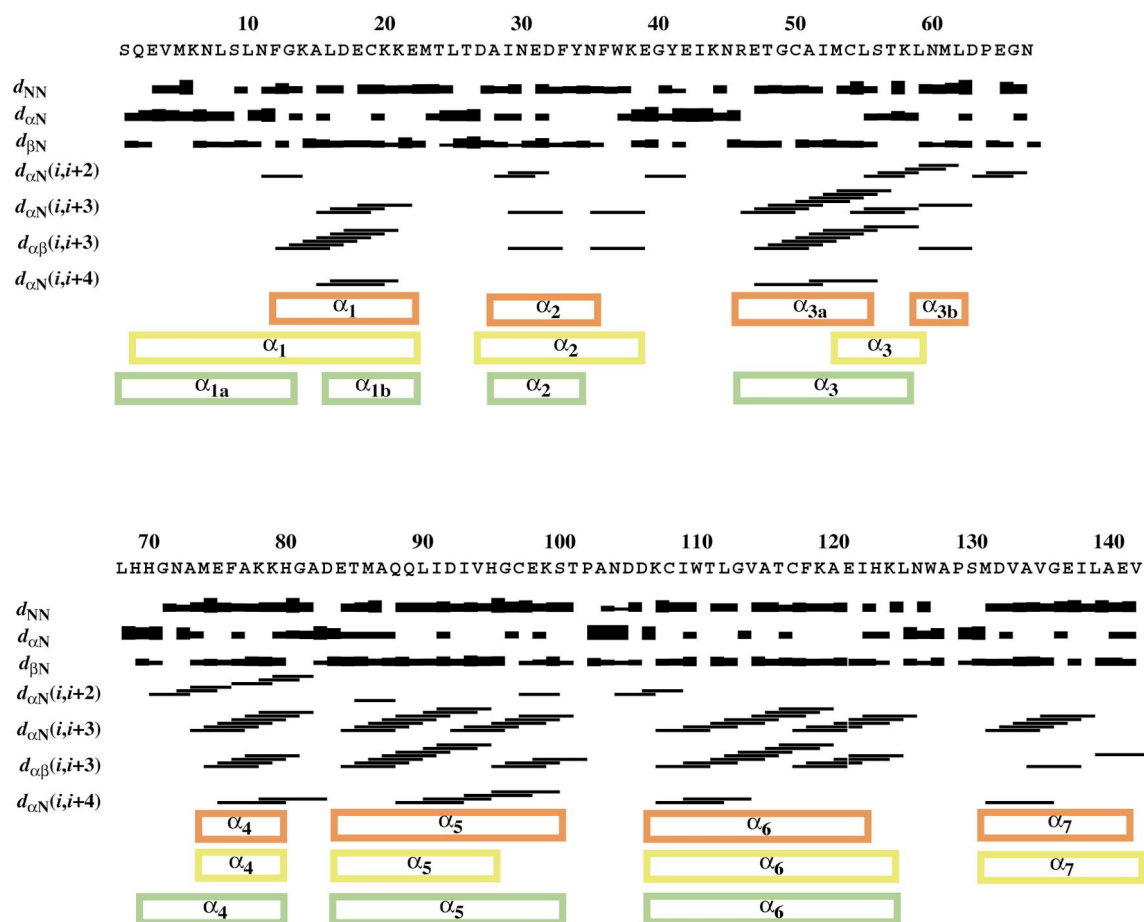 10 20 30 40 50 60
SQEVMKNLSLNFGKALDECKKEMTLTDAINEDFYNFWKEGYEIKNRETGCAIMCLSTKLNMLDPEGN
dNN
dαN
dβN
dαN(i,i+2)
dαN(i,i+3)
dαβ(i,i+3)
dαN(i,i+4)
α1 α2 α3a α3b
α1 α2 α3
α1a α1b α2 α3
70 80 90 100 110 120 130 140
LHHGNAMEFAKKHGADETMAQQLIDIVHGCEKSTPANDDKCIWTLGVATCFKAEIHKLNWAPSMDVAVGEILAEV
dNN
dαN
dβN
dαN(i,i+2)
dαN(i,i+3)
dαβ(i,i+3)
dαN(i,i+4)
α4 α5 α6 α7
α4 α5 α6 α7
α4 α5 α6